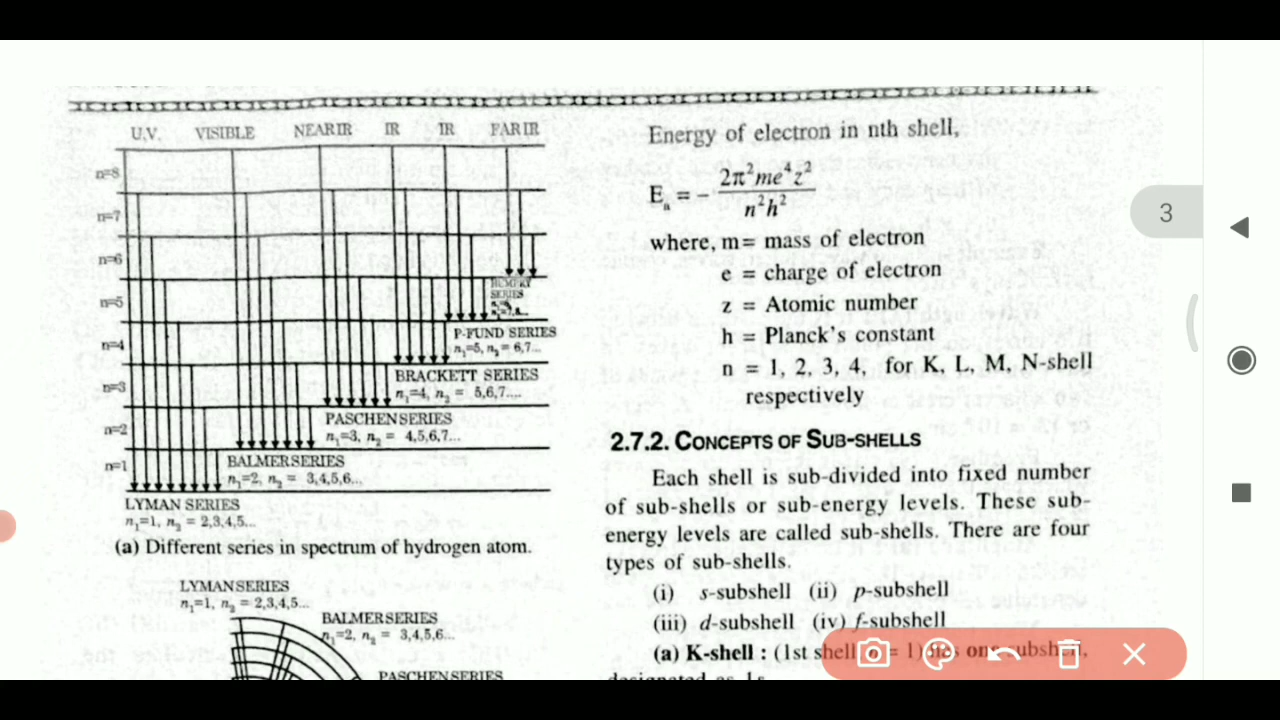 U.V. VISIBLE NEAR IR IR IR FAR IR
n=8
n=7
n=6
n=5
n=4
n=3
n=2
n=1
SERIES
P-FUND SERIES
n₁=5, n₂ = 6,7...
BRACKETT SERIES
n₁=4, n₂ = 5,6,7....
PASCHEN SERIES
n₁=3, n₂ = 4,5,6,7...
BALMER SERIES
n₁=2, n₂ = 3,4,5,6...
LYMAN SERIES
n₁=1, n₂ = 2,3,4,5...
(a) Different series in spectrum of hydrogen atom.
LYMAN SERIES
n₁=1, n₂ = 2,3,4,5...
BALMER SERIES
n₁=2, n₂ = 3,4,5,6...
PASCHEN SERIES
Energy of electron in nth shell,
Eₙ = - 2π²me⁴z² / n²h²
where, m = mass of electron
e = charge of electron
z = Atomic number
h = Planck's constant
n = 1, 2, 3, 4, for K, L, M, N-shell
respectively
2.7.2. CONCEPTS OF SUB-SHELLS
Each shell is sub-divided into fixed number
of sub-shells or sub-energy levels. These sub-
energy levels are called sub-shells. There are four
types of sub-shells.
(i) s-subshell (ii) p-subshell
(iii) d-subshell (iv) f-subshell
(a) K-shell : (1st shell, = 1) has one subshell,
designated as 1s
3